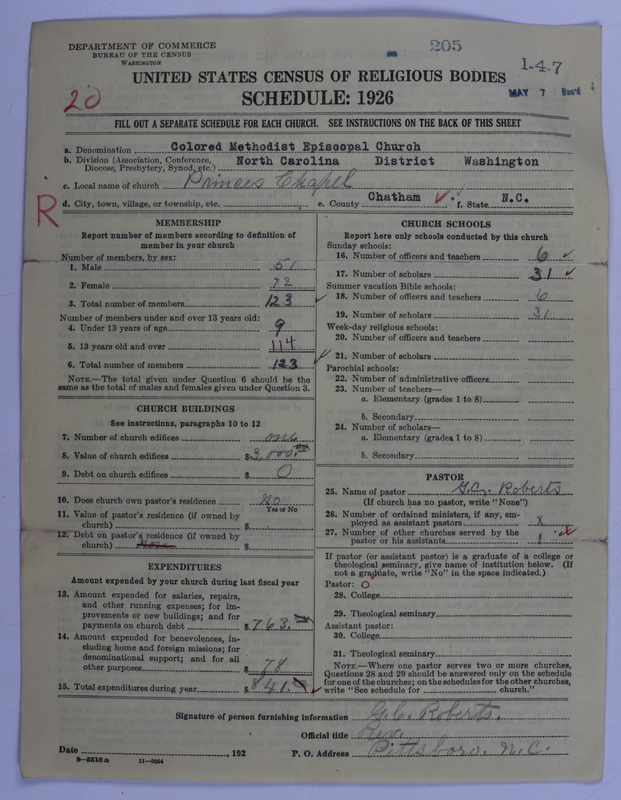 DEPARTMENT OF COMMERCE
BUREAU OF THE CENSUS
WASHINGTON
205
1-4-7
UNITED STATES CENSUS OF RELIGIOUS BODIES
SCHEDULE: 1926
20
MAY 7 Rec'd
FILL OUT A SEPARATE SCHEDULE FOR EACH CHURCH. SEE INSTRUCTIONS ON THE BACK OF THIS SHEET
a. Denomination Colored Methodist Episcopal Church
b. Division (Association, Conference, Diocese, Presbytery, Synod, etc.) North Carolina District Washington
c. Local name of church Princes Chapel
d. City, town, village, or township, etc. e. County Chatham f. State N.C.
R
MEMBERSHIP
Report number of members according to definition of
member in your church
Number of members, by sex:
1. Male 51
2. Female 72
3. Total number of members 123
Number of members under and over 13 years old:
4. Under 13 years of age 9
5. 13 years old and over 114
6. Total number of members 123
NOTE.—The total given under Question 6 should be the
same as the total of males and females given under Question 3.
CHURCH BUILDINGS
See instructions, paragraphs 10 to 12
7. Number of church edifices one
8. Value of church edifices $3,000.
9. Debt on church edifices $ 0
10. Does church own pastor's residence No
Yes or No
11. Value of pastor's residence (if owned by
church) $
12. Debt on pastor's residence (if owned by
church) $
EXPENDITURES
Amount expended by your church during last fiscal year
13. Amount expended for salaries, repairs,
and other running expenses; for im-
provements or new buildings; and for
payments on church debt $763.
14. Amount expended for benevolences, in-
cluding home and foreign missions; for
denominational support; and for all
other purposes 78
15. Total expenditures during year $841.
CHURCH SCHOOLS
Report here only schools conducted by this church
Sunday schools:
16. Number of officers and teachers 6
17. Number of scholars 31
Summer vacation Bible schools:
18. Number of officers and teachers 6
19. Number of scholars 31
Week-day religious schools:
20. Number of officers and teachers
21. Number of scholars
Parochial schools:
22. Number of administrative officers
23. Number of teachers—
a. Elementary (grades 1 to 8)
b. Secondary
24. Number of scholars—
a. Elementary (grades 1 to 8)
b. Secondary
PASTOR
25. Name of pastor G.C. Roberts
(If church has no pastor, write "None")
26. Number of ordained ministers, if any, em-
ployed as assistant pastors x
27. Number of other churches served by the
pastor or his assistants 1
If pastor (or assistant pastor) is a graduate of a college or
theological seminary, give name of institution below. (If
not a graduate, write "No" in the space indicated.)
Pastor: 0
28. College
29. Theological seminary
Assistant pastor:
30. College
31. Theological seminary
NOTE.—Where one pastor serves two or more churches,
Questions 28 and 29 should be answered only on the schedule
for one of the churches; on the schedules for the other churches,
write "See schedule for church."
Signature of person furnishing information G.C. Roberts.
Official title Rev.
Date , 192 P. O. Address Pittsboro, N.C.
8—5518a 11—9054